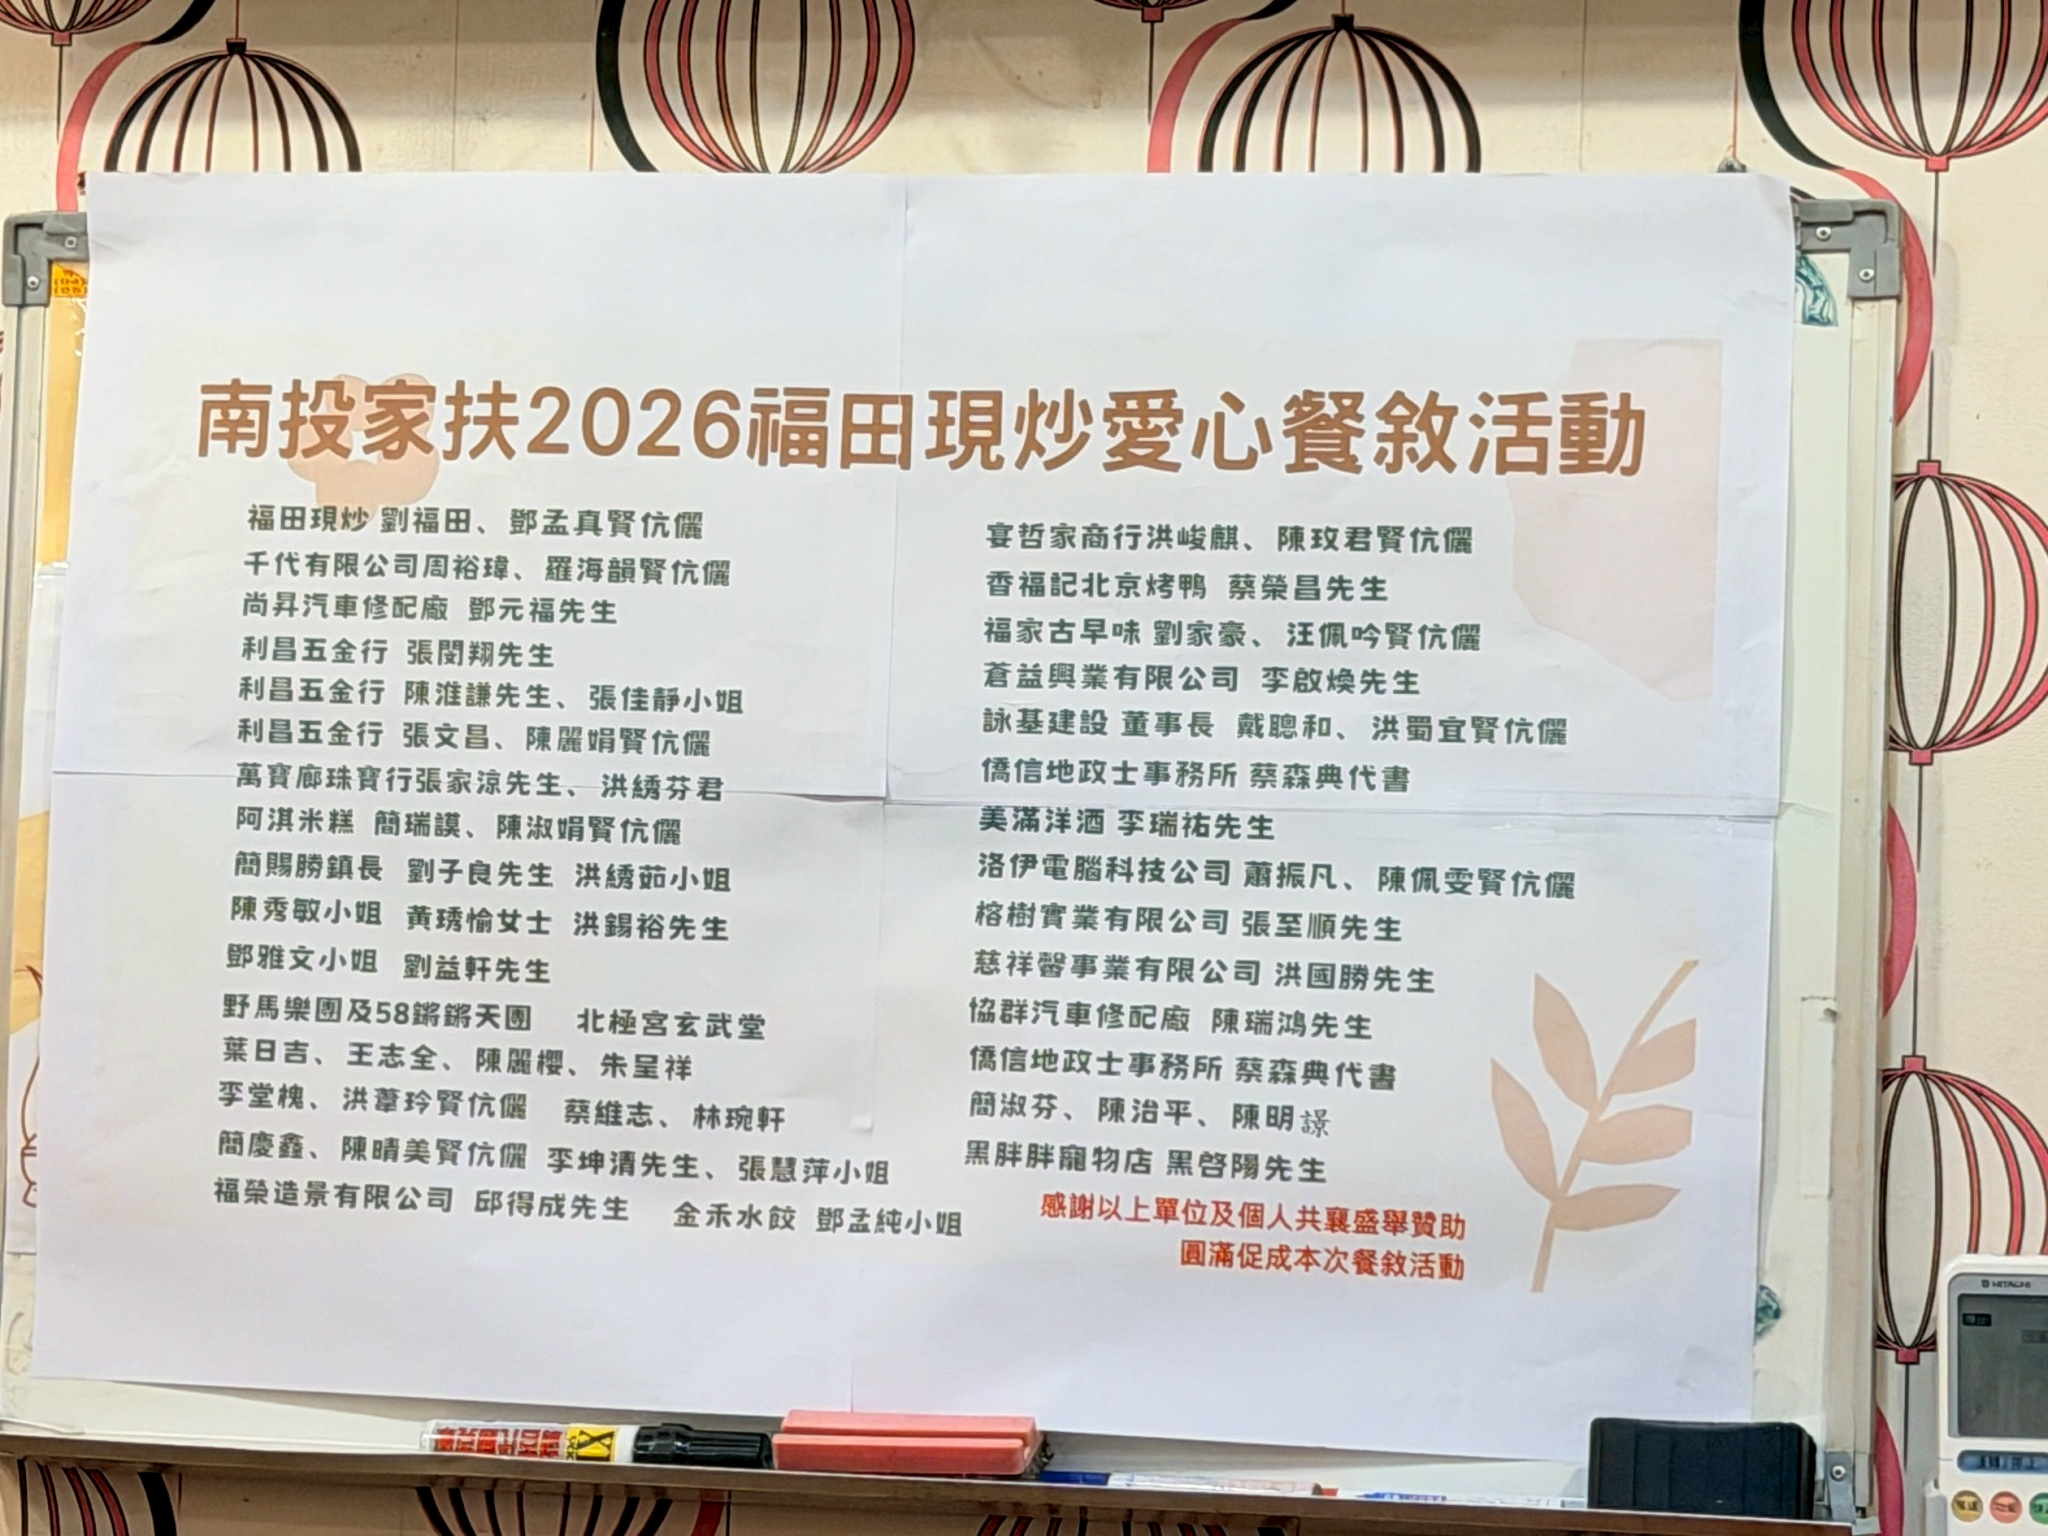 南投家扶2026福田現炒愛心餐敘活動
福田現炒 劉福田、鄧孟真賢伉儷
千代有限公司周裕瑋、羅海韻賢伉儷
尚昇汽車修配廠 鄧元福先生
利昌五金行 張閔翔先生
利昌五金行 陳淮謙先生、張佳靜小姐
利昌五金行 張文昌、陳麗娟賢伉儷
萬寶廊珠寶行張家涼先生、洪綉芬君
阿淇米糕 簡瑞謨、陳淑娟賢伉儷
簡賜勝鎮長 劉子良先生 洪綉茹小姐
陳秀敏小姐 黃琇愉女士 洪錫裕先生
鄧雅文小姐 劉益軒先生
野馬樂團及58鏘鏘天團 北極宮玄武堂
葉日吉、王志全、陳麗櫻、朱呈祥
李堂槐、洪葦玲賢伉儷 蔡維志、林琬軒
簡慶鑫、陳晴美賢伉儷 李坤清先生、張慧萍小姐
福榮造景有限公司 邱得成先生 金禾水餃 鄧孟純小姐
宴哲家商行洪峻麒、陳玫君賢伉儷
香福記北京烤鴨 蔡榮昌先生
福家古早味 劉家豪、汪佩吟賢伉儷
蒼益興業有限公司 李啟煥先生
詠基建設 董事長 戴聰和、洪蜀宜賢伉儷
僑信地政士事務所 蔡森典代書
美滿洋酒 李瑞祐先生
洛伊電腦科技公司 蕭振凡、陳佩雯賢伉儷
榕樹實業有限公司 張至順先生
慈祥醫事業有限公司 洪國勝先生
協群汽車修配廠 陳瑞鴻先生
僑信地政士事務所 蔡森典代書
簡淑芬、陳治平、陳明璟
黑胖胖寵物店 黑啓陽先生
感謝以上單位及個人共襄盛舉贊助
圓滿促成本次餐敘活動
HITACHI